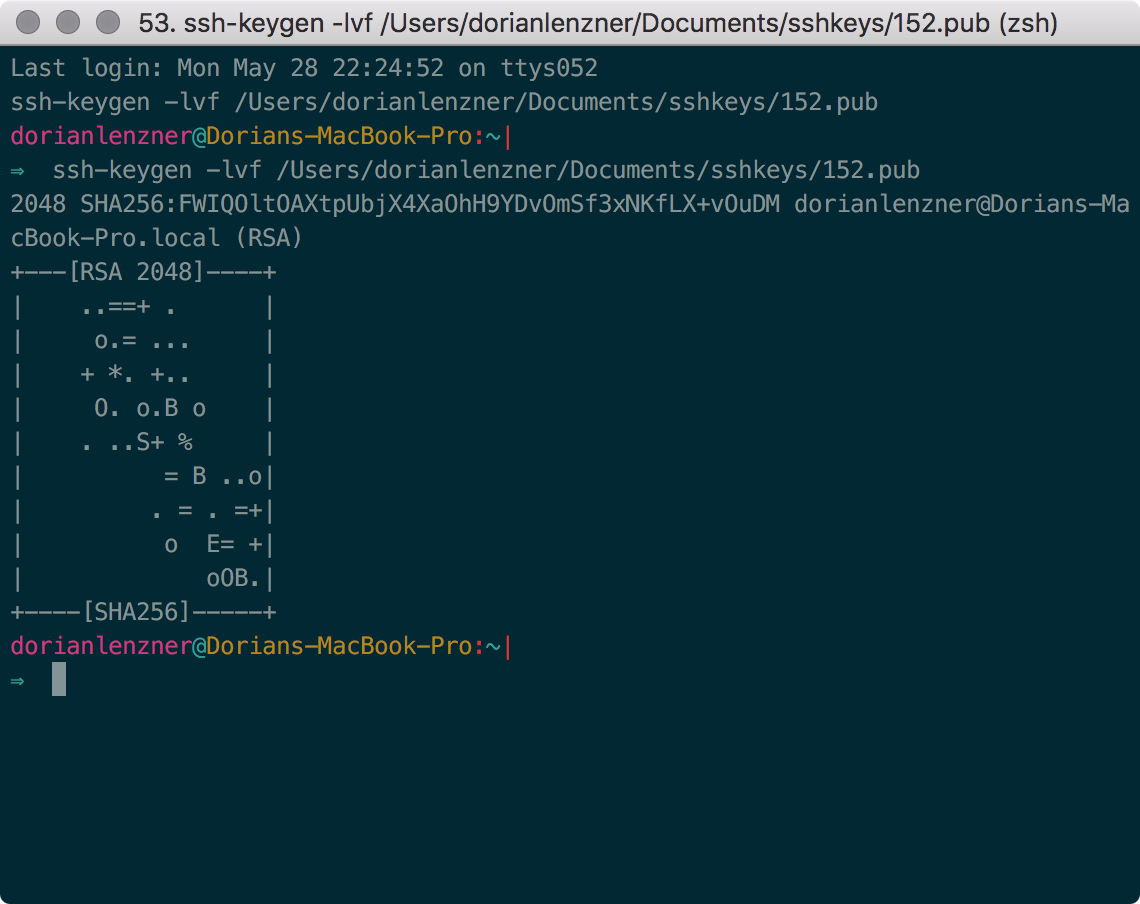 53. ssh-keygen -lvf /Users/dorianlenzner/Documents/sshkeys/152.pub (zsh)
Last login: Mon May 28 22:24:52 on ttys052
ssh-keygen -lvf /Users/dorianlenzner/Documents/sshkeys/152.pub
dorianlenzner@Dorians-MacBook-Pro:~|
⇒  ssh-keygen -lvf /Users/dorianlenzner/Documents/sshkeys/152.pub
2048 SHA256:FWIQOltOAXtpUbjX4XaOhH9YDvOmSf3xNKfLX+vOuDM dorianlenzner@Dorians-Ma
cBook-Pro.local (RSA)
+---[RSA 2048]----+
|    ..==+ .      |
|     o.= ...     |
|    + *. +..     |
|     O. o.B o    |
|    . ..S+ %     |
|          = B ..o|
|         . = . =+|
|          o  E= +|
|             oOB.|
+----[SHA256]-----+
dorianlenzner@Dorians-MacBook-Pro:~|
⇒